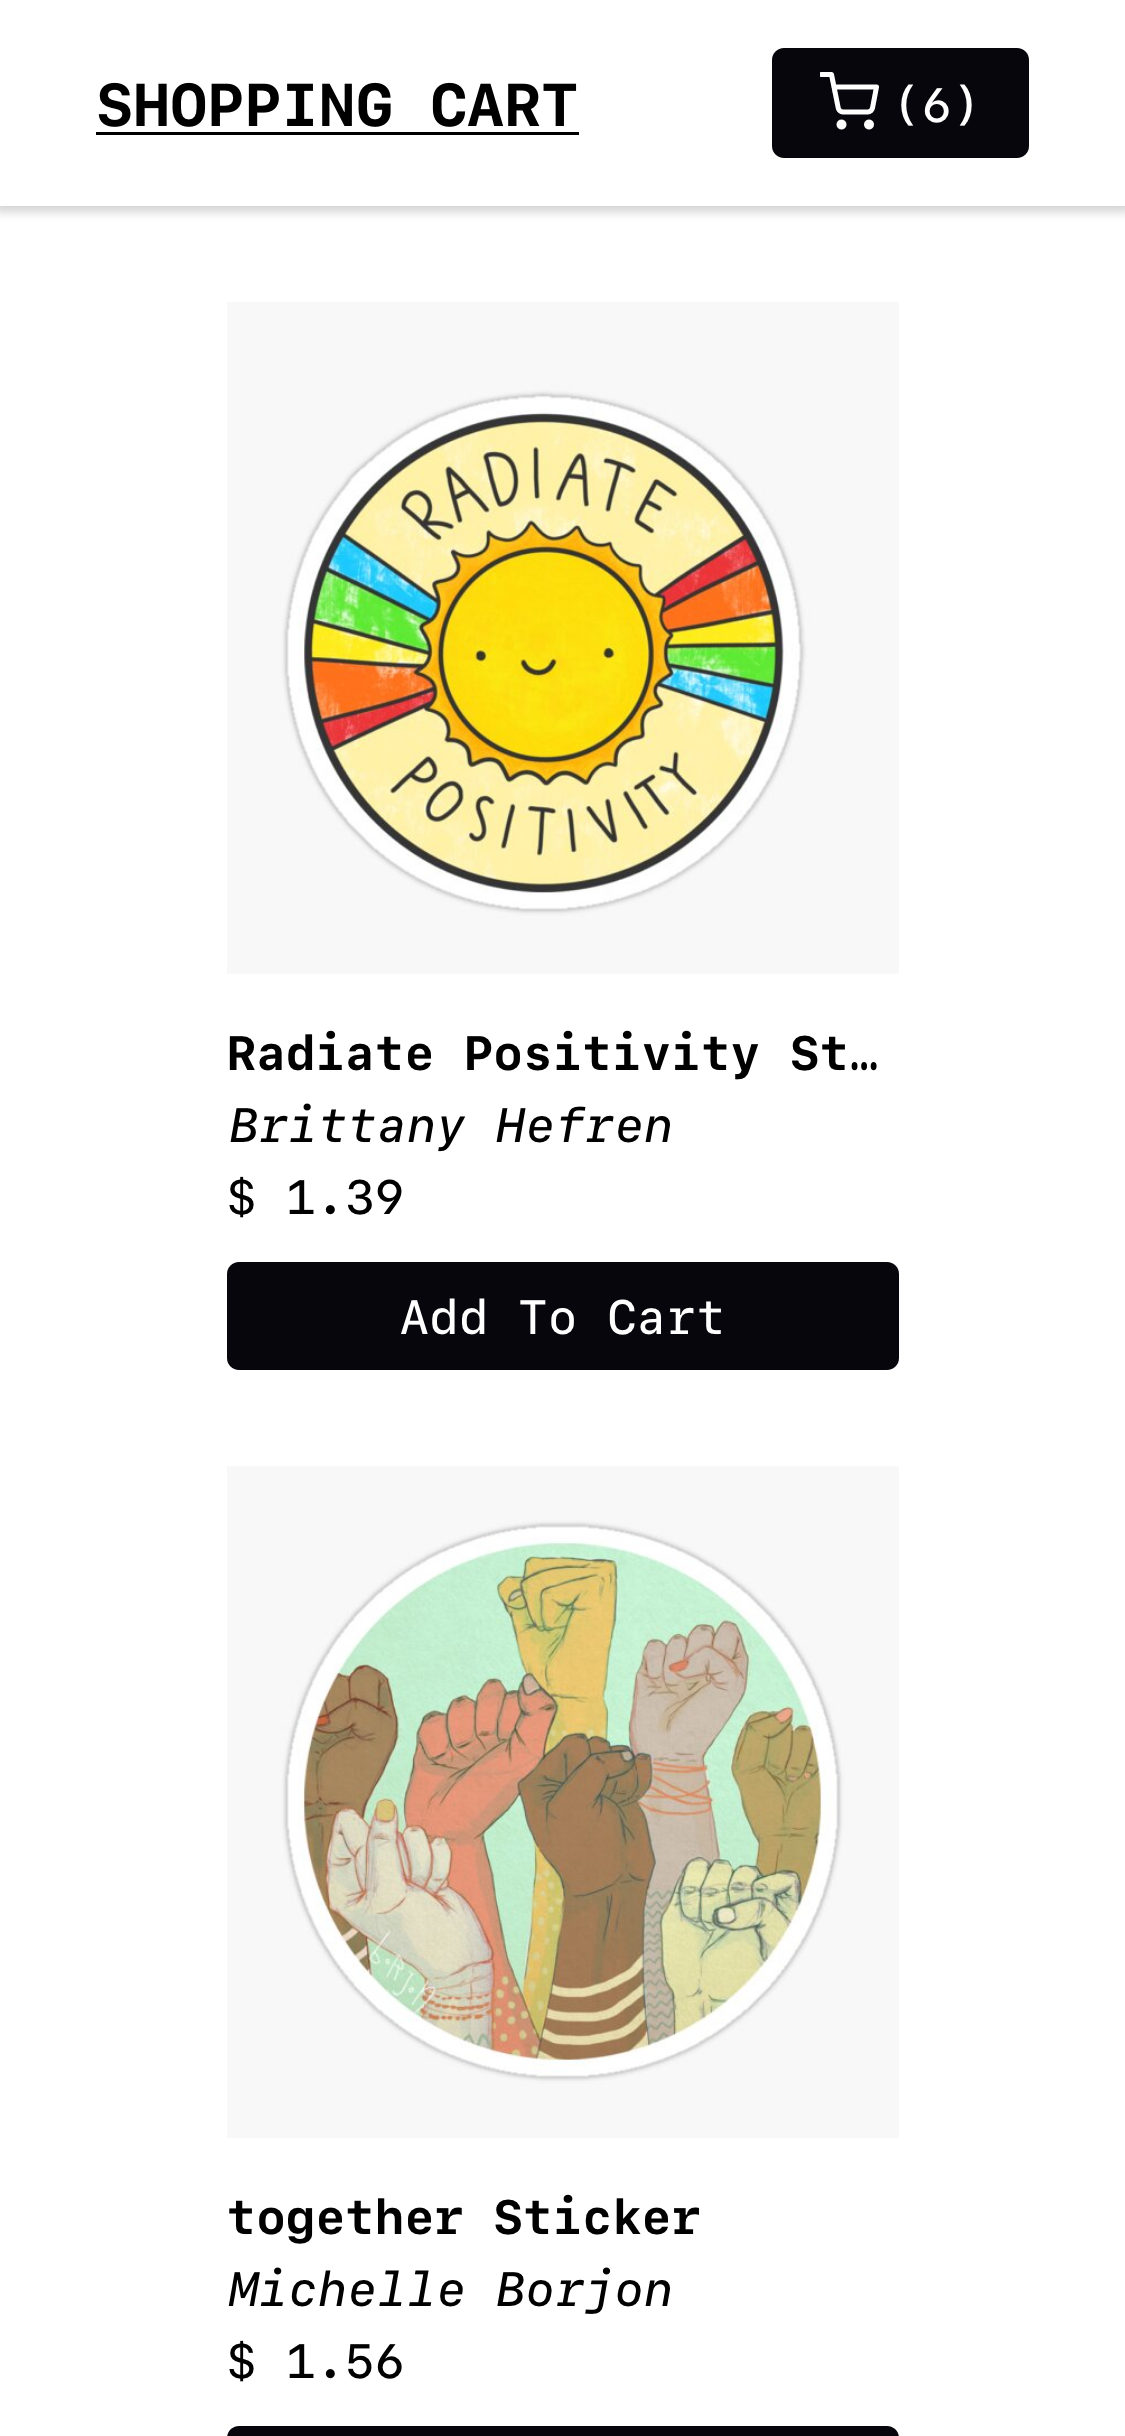 SHOPPING CART
(6)
RADIATE
POSITIVITY
Radiate Positivity St…
Brittany Hefren
$ 1.39
Add To Cart
b.oRJ.o.n
together Sticker
Michelle Borjon
$ 1.56